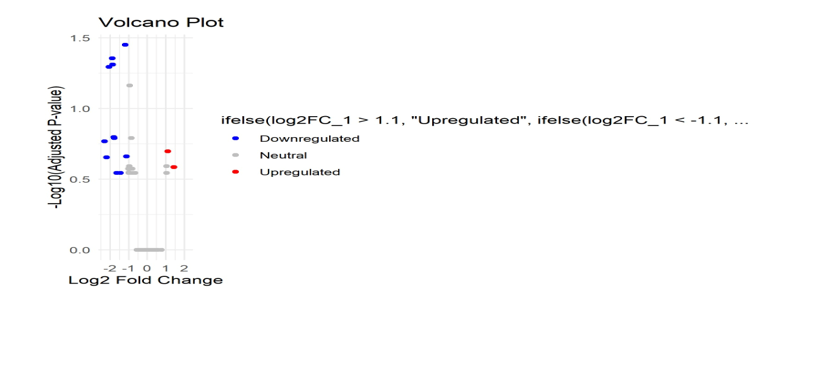 Volcano Plot
1.5
1.0
0.5
0.0
-Log10(Adjusted P-value)
-2 -1 0 1 2
Log2 Fold Change
ifelse(log2FC_1 > 1.1, "Upregulated", ifelse(log2FC_1 < -1.1, ...
Downregulated
Neutral
Upregulated